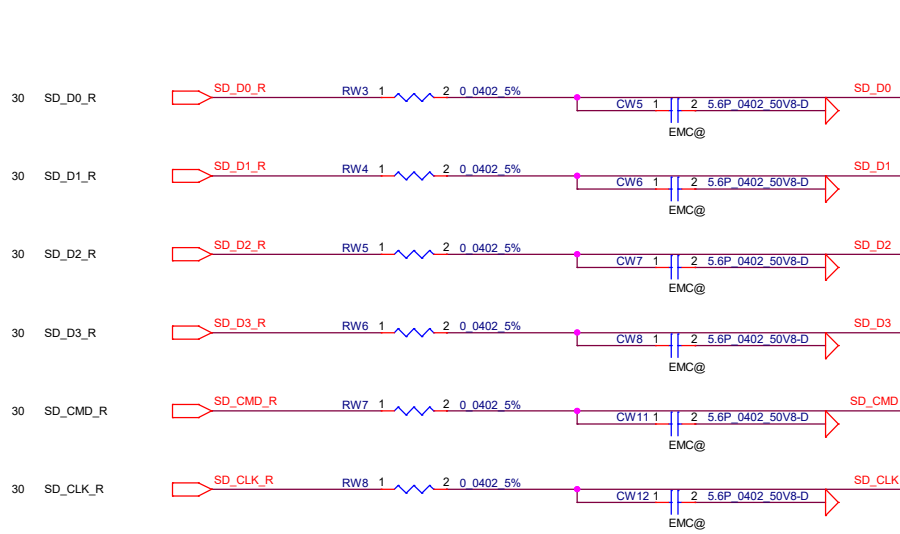 30 SD_D0_R SD_D0_R RW3 1 2 0_0402_5% SD_D0
CW5 1 2 5.6P_0402_50V8-D
EMC@
30 SD_D1_R SD_D1_R RW4 1 2 0_0402_5% SD_D1
CW6 1 2 5.6P_0402_50V8-D
EMC@
30 SD_D2_R SD_D2_R RW5 1 2 0_0402_5% SD_D2
CW7 1 2 5.6P_0402_50V8-D
EMC@
30 SD_D3_R SD_D3_R RW6 1 2 0_0402_5% SD_D3
CW8 1 2 5.6P_0402_50V8-D
EMC@
30 SD_CMD_R SD_CMD_R RW7 1 2 0_0402_5% SD_CMD
CW11 1 2 5.6P_0402_50V8-D
EMC@
30 SD_CLK_R SD_CLK_R RW8 1 2 0_0402_5% SD_CLK
CW12 1 2 5.6P_0402_50V8-D
EMC@